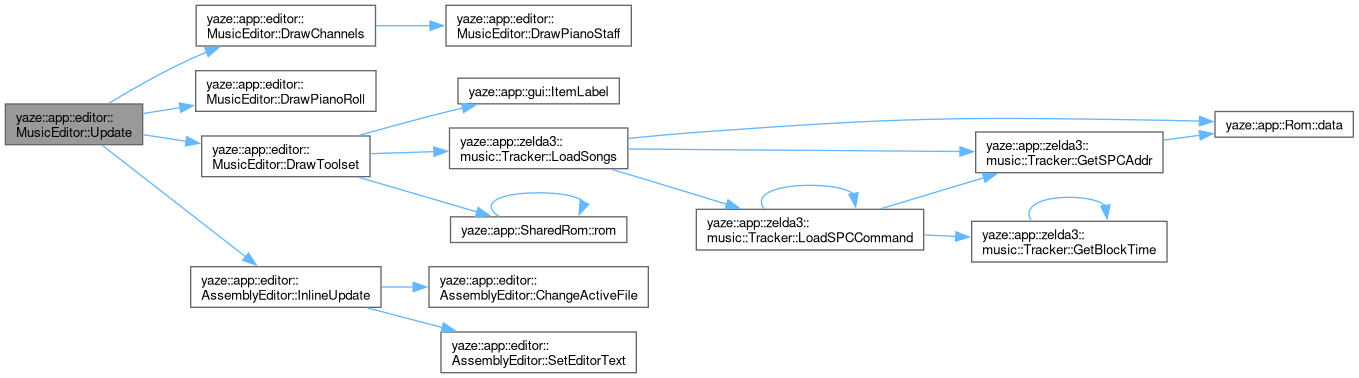 yaze::app::editor::
MusicEditor::Update
yaze::app::editor::
MusicEditor::DrawChannels
yaze::app::editor::
MusicEditor::DrawPianoStaff
yaze::app::editor::
MusicEditor::DrawPianoRoll
yaze::app::editor::
MusicEditor::DrawToolset
yaze::app::gui::ItemLabel
yaze::app::zelda3::
music::Tracker::LoadSongs
yaze::app::SharedRom::rom
yaze::app::zelda3::
music::Tracker::LoadSPCCommand
yaze::app::zelda3::
music::Tracker::GetSPCAddr
yaze::app::Rom::data
yaze::app::zelda3::
music::Tracker::GetBlockTime
yaze::app::editor::
AssemblyEditor::InlineUpdate
yaze::app::editor::
AssemblyEditor::ChangeActiveFile
yaze::app::editor::
AssemblyEditor::SetEditorText